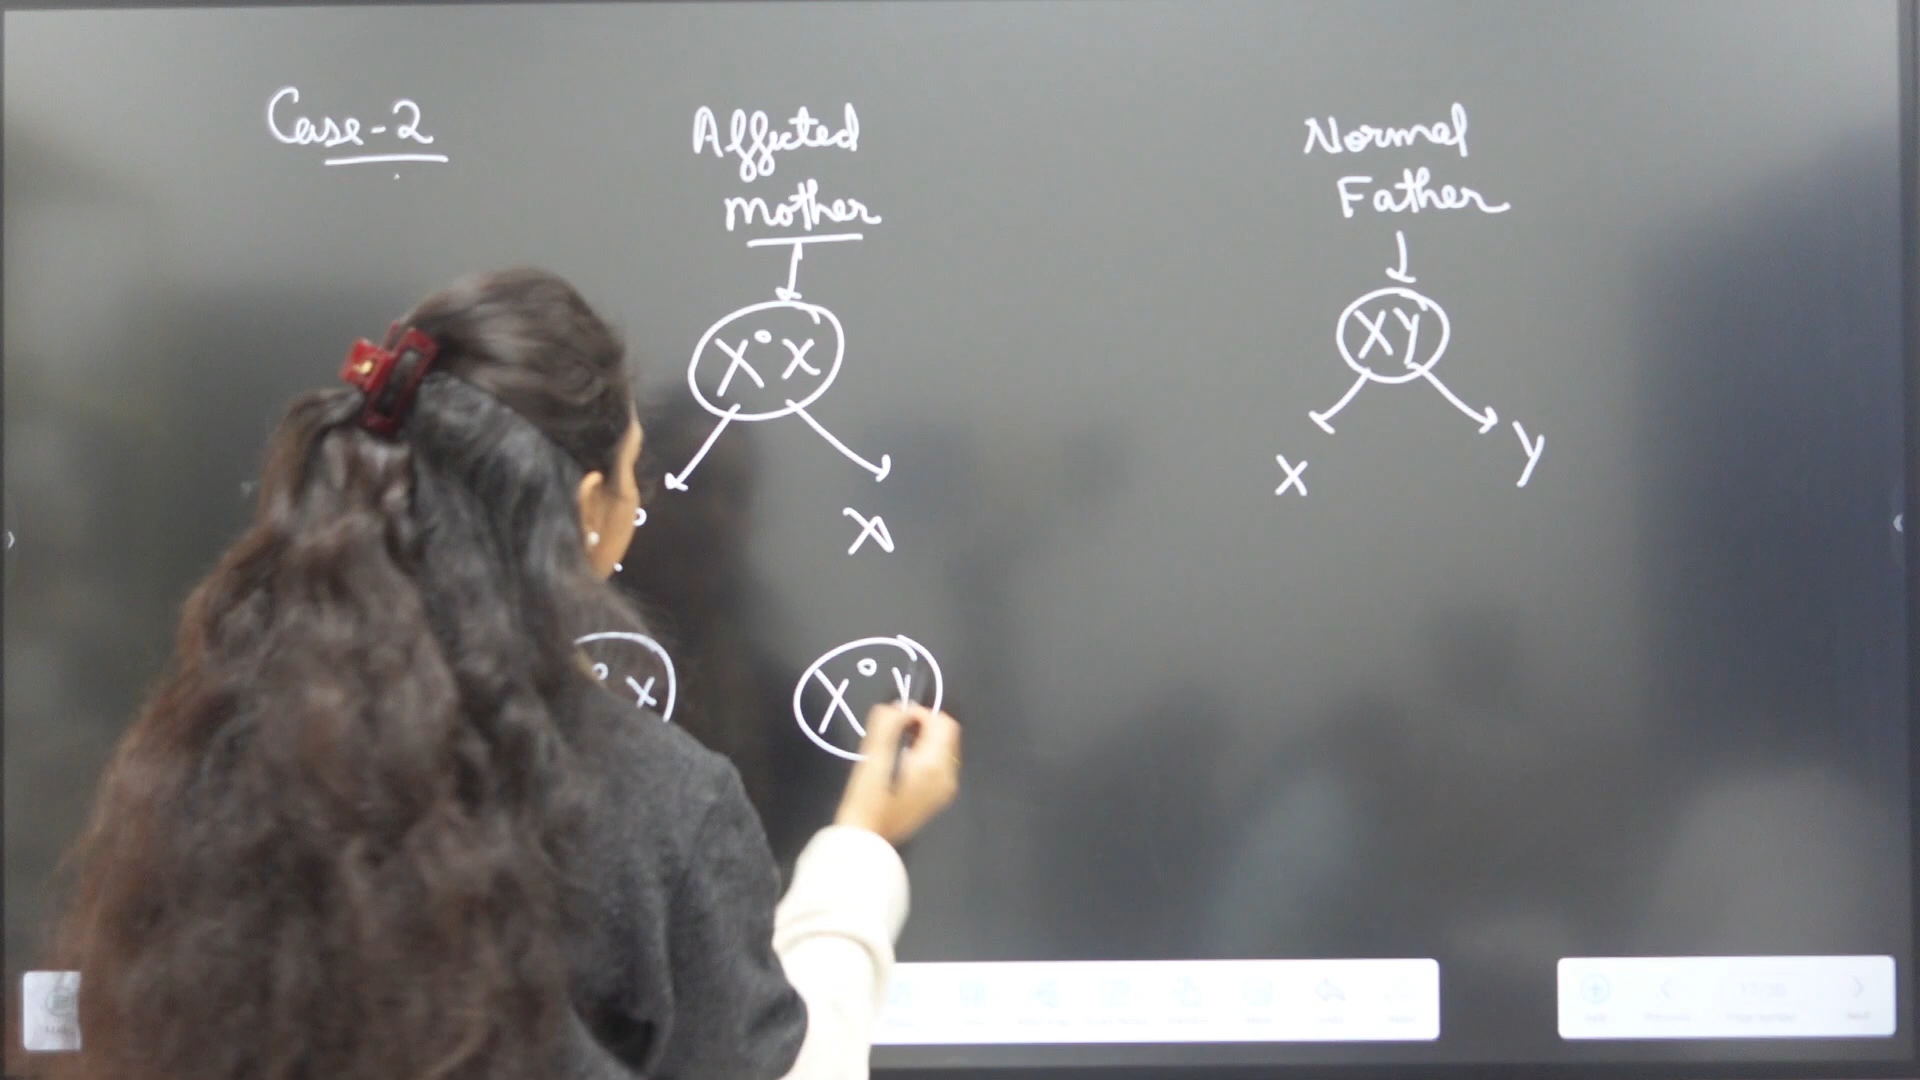 Case-2
Affected
Mother
Normal
Father
X° X
XY
X
Y
X
° X
X° Y